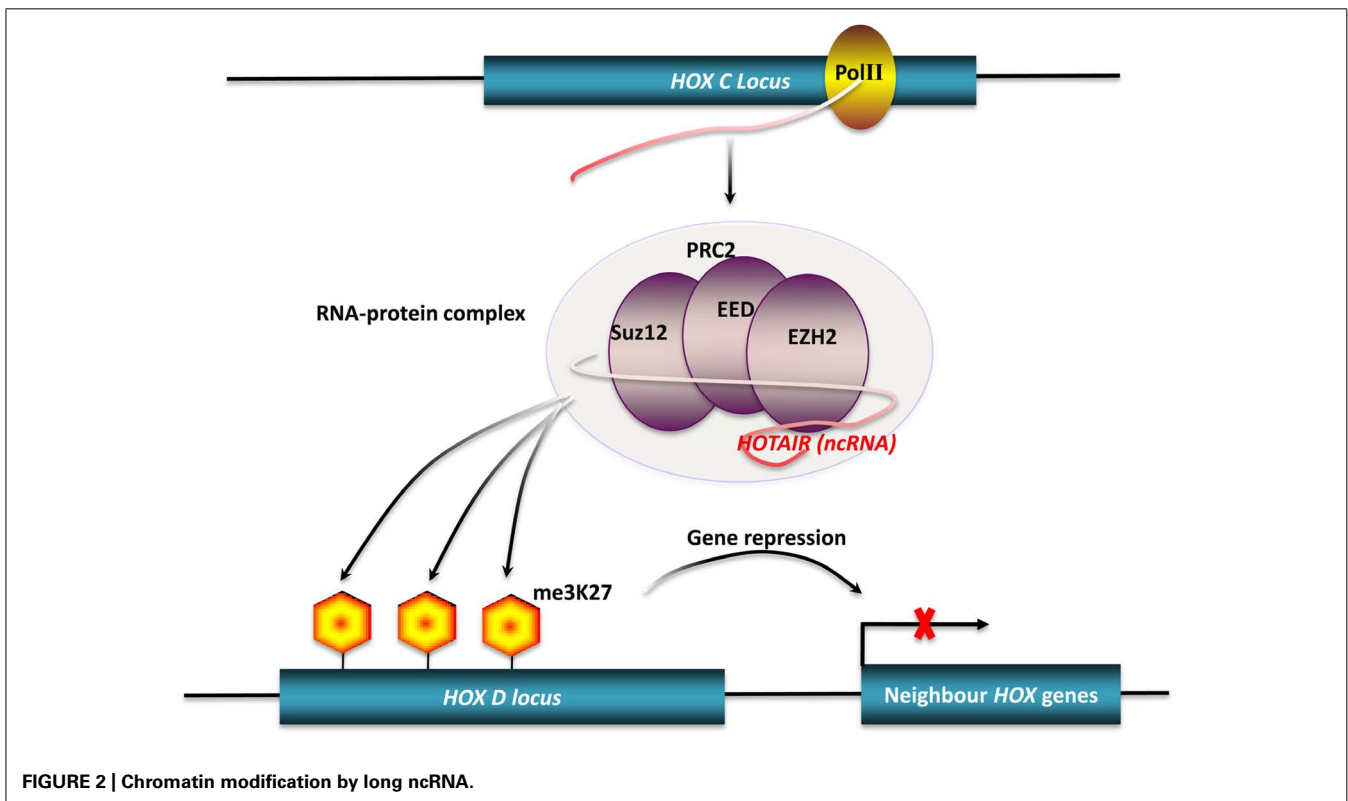 HOX C Locus
PolII
PRC2
RNA-protein complex
EED
Suz12
EZH2
HOTAIR (ncRNA)
Gene repression
me3K27
HOX D locus
Neighbour HOX genes
FIGURE 2 | Chromatin modification by long ncRNA.